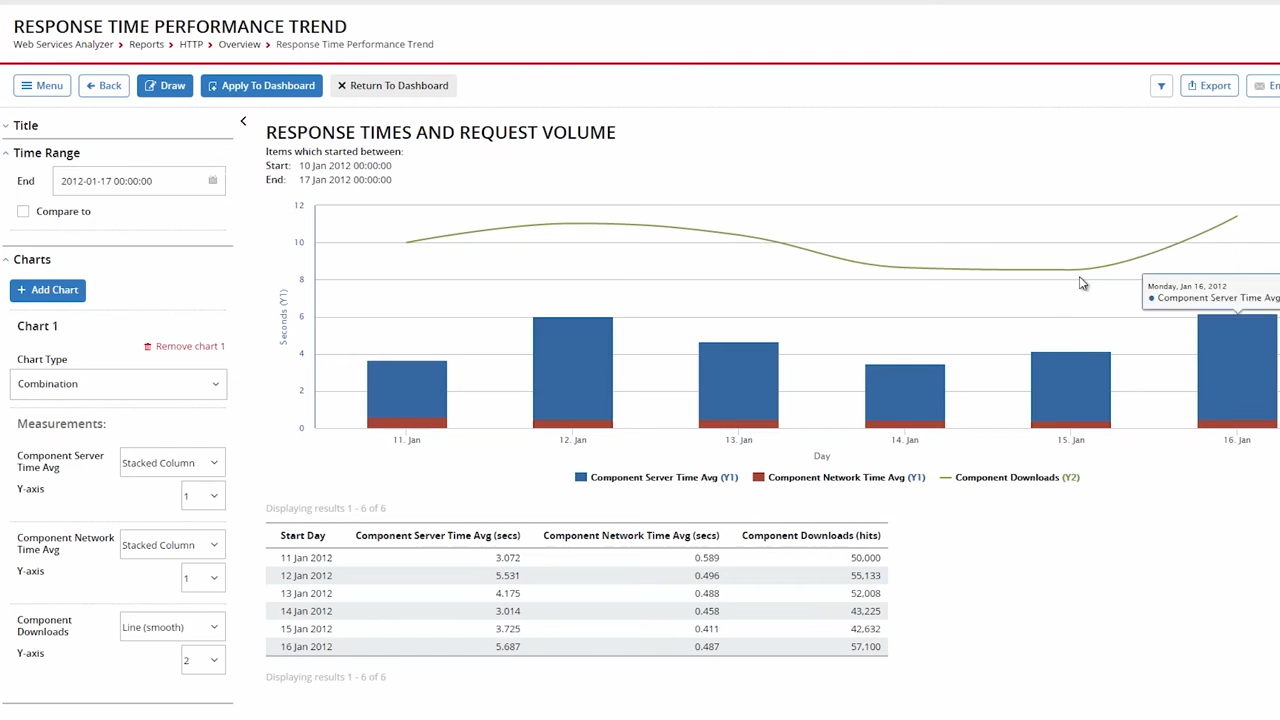 RESPONSE TIME PERFORMANCE TREND
Web Services Analyzer > Reports > HTTP > Overview > Response Time Performance Trend
Menu Back Draw Apply To Dashboard Return To Dashboard Export En
Title
Time Range
End 2012-01-17 00:00:00
Compare to
Charts
+ Add Chart
Chart 1
Remove chart 1
Chart Type
Combination
Measurements:
Component Server Time Avg Stacked Column
Y-axis 1
Component Network Time Avg Stacked Column
Y-axis 1
Component Downloads Line (smooth)
Y-axis 2
RESPONSE TIMES AND REQUEST VOLUME
Items which started between:
Start: 10 Jan 2012 00:00:00
End: 17 Jan 2012 00:00:00
12
10
8
6
4
2
0
Seconds (Y1)
Monday, Jan 16, 2012
Component Server Time Avg
11. Jan 12. Jan 13. Jan 14. Jan 15. Jan 16. Jan
Day
Component Server Time Avg (Y1) Component Network Time Avg (Y1) Component Downloads (Y2)
Displaying results 1 - 6 of 6
Start Day Component Server Time Avg (secs) Component Network Time Avg (secs) Component Downloads (hits)
11 Jan 2012 3.072 0.589 50,000
12 Jan 2012 5.531 0.496 55,133
13 Jan 2012 4.175 0.488 52,008
14 Jan 2012 3.014 0.458 43,225
15 Jan 2012 3.725 0.411 42,632
16 Jan 2012 5.687 0.487 57,100
Displaying results 1 - 6 of 6